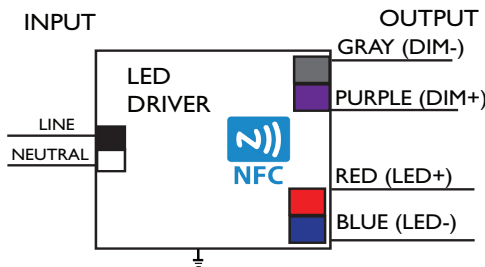 INPUT
OUTPUT
GRAY (DIM-)
LED
DRIVER
PURPLE (DIM+)
LINE
NEUTRAL
NFC
RED (LED+)
BLUE (LED-)